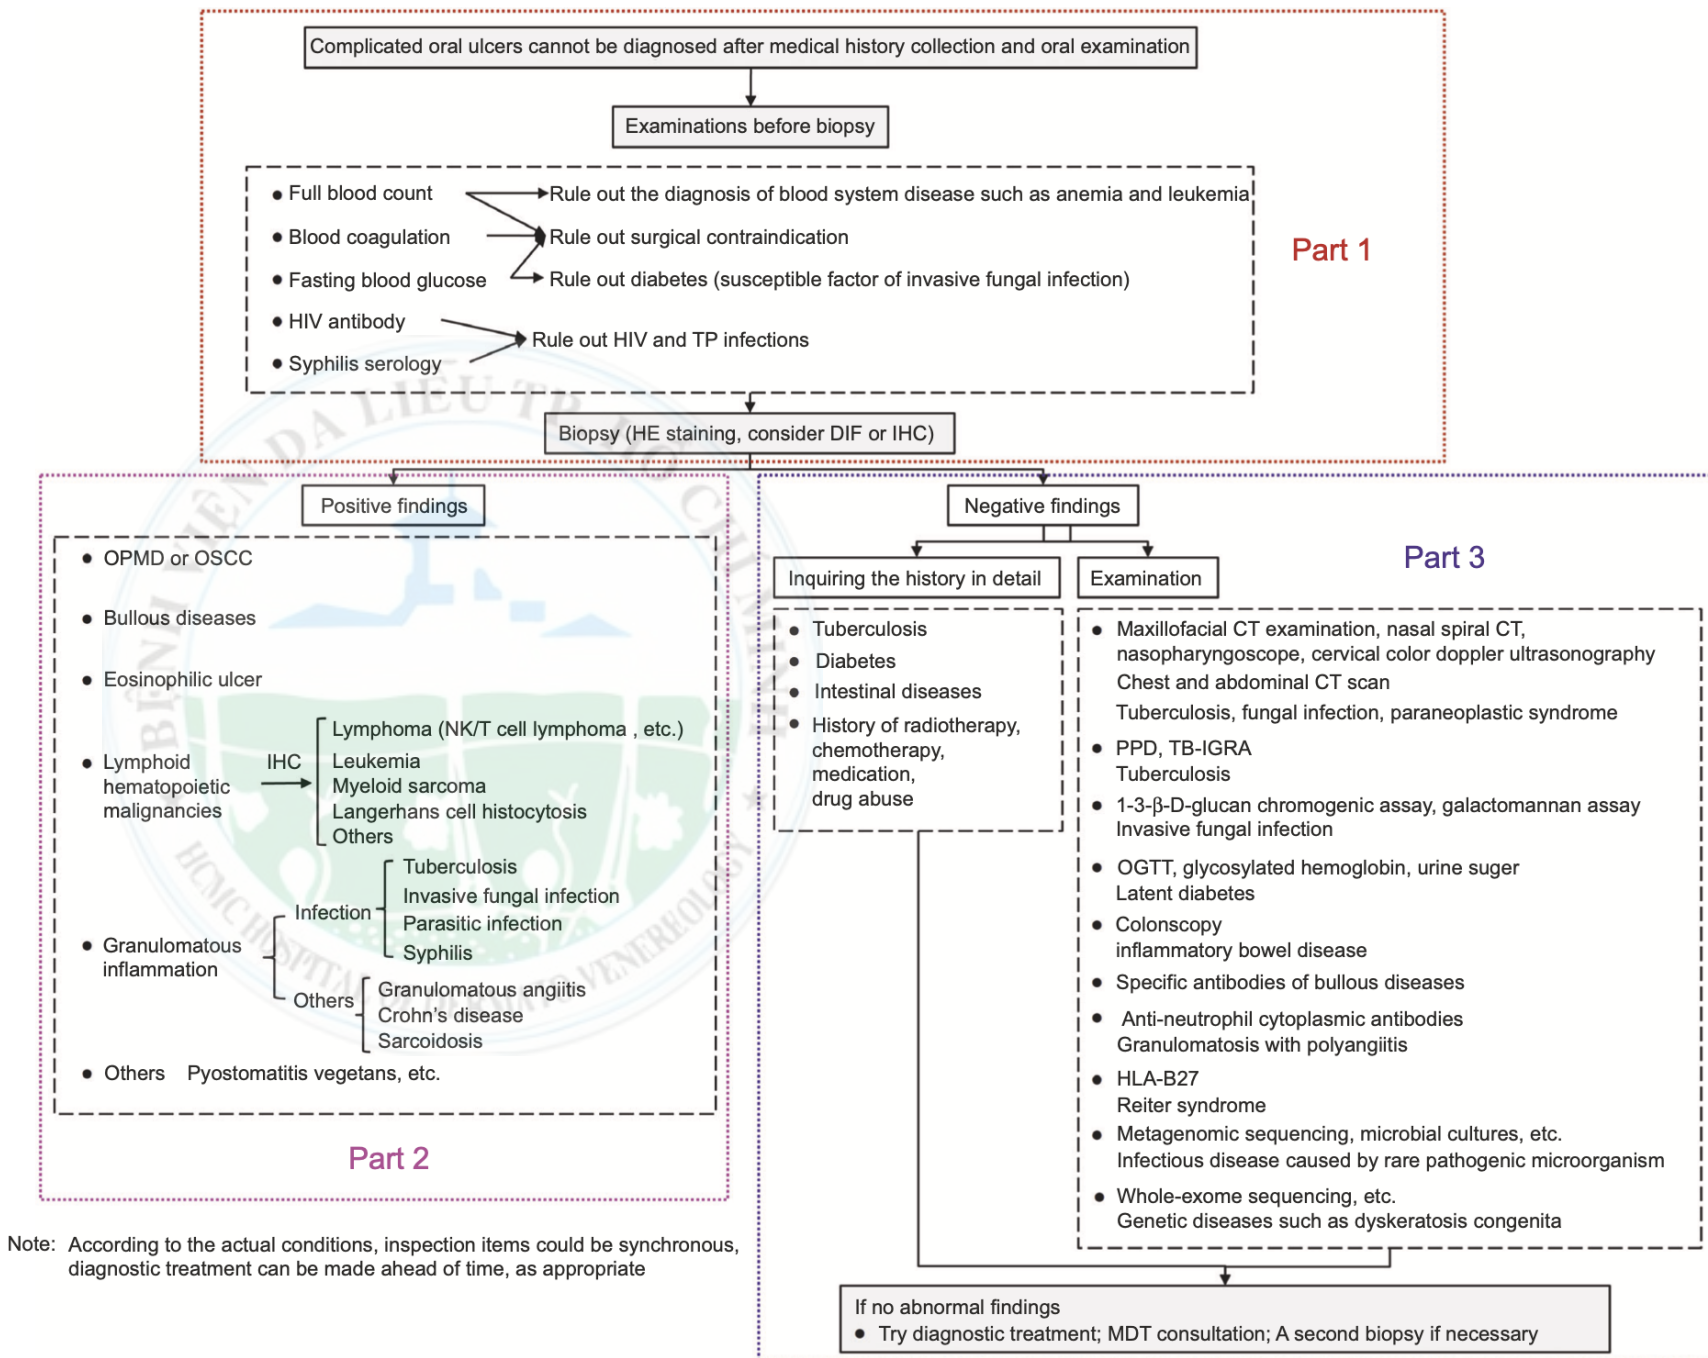 Complicated oral ulcers cannot be diagnosed after medical history collection and oral examination
Examinations before biopsy
● Full blood count
Rule out the diagnosis of blood system disease such as anemia and leukemia
● Blood coagulation
Rule out surgical contraindication
● Fasting blood glucose
Rule out diabetes (susceptible factor of invasive fungal infection)
● HIV antibody
● Syphilis serology
Rule out HIV and TP infections
Part 1
Biopsy (HE staining, consider DIF or IHC)
Positive findings
● OPMD or OSCC
● Bullous diseases
● Eosinophilic ulcer
● Lymphoid
hematopoietic
malignancies
IHC
Lymphoma (NK/T cell lymphoma , etc.)
Leukemia
Myeloid sarcoma
Langerhans cell histocytosis
Others
● Granulomatous
inflammation
Infection
Tuberculosis
Invasive fungal infection
Parasitic infection
Syphilis
Others
Granulomatous angiitis
Crohn's disease
Sarcoidosis
● Others Pyostomatitis vegetans, etc.
Part 2
Negative findings
Part 3
Inquiring the history in detail
● Tuberculosis
● Diabetes
● Intestinal diseases
● History of radiotherapy,
chemotherapy,
medication,
drug abuse
Examination
● Maxillofacial CT examination, nasal spiral CT,
nasopharyngoscope, cervical color doppler ultrasonography
Chest and abdominal CT scan
Tuberculosis, fungal infection, paraneoplastic syndrome
● PPD, TB-IGRA
Tuberculosis
● 1-3-β-D-glucan chromogenic assay, galactomannan assay
Invasive fungal infection
● OGTT, glycosylated hemoglobin, urine suger
Latent diabetes
● Colonscopy
inflammatory bowel disease
● Specific antibodies of bullous diseases
● Anti-neutrophil cytoplasmic antibodies
Granulomatosis with polyangiitis
● HLA-B27
Reiter syndrome
● Metagenomic sequencing, microbial cultures, etc.
Infectious disease caused by rare pathogenic microorganism
● Whole-exome sequencing, etc.
Genetic diseases such as dyskeratosis congenita
If no abnormal findings
● Try diagnostic treatment; MDT consultation; A second biopsy if necessary
Note: According to the actual conditions, inspection items could be synchronous,
diagnostic treatment can be made ahead of time, as appropriate
BỆNH VIỆN DA LIỄU TP. HỒ CHÍ MINH
HCMC HOSPITAL OF DERMATO VENEREOLOGY